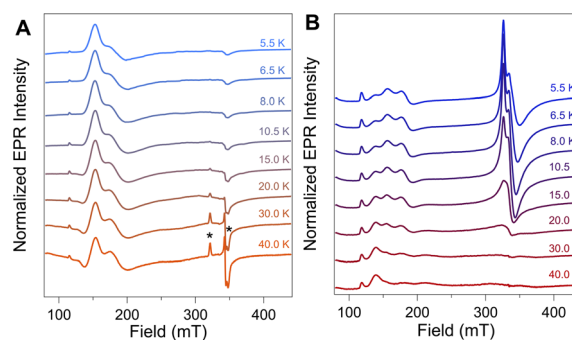 A
Normalized EPR Intensity
5.5 K
6.5 K
8.0 K
10.5 K
15.0 K
20.0 K
30.0 K
40.0 K
*
*
100
200
300
400
Field (mT)
B
Normalized EPR Intensity
5.5 K
6.5 K
8.0 K
10.5
15.0
20.0
30.0
40.0
100
200
300
400
Field (mT)